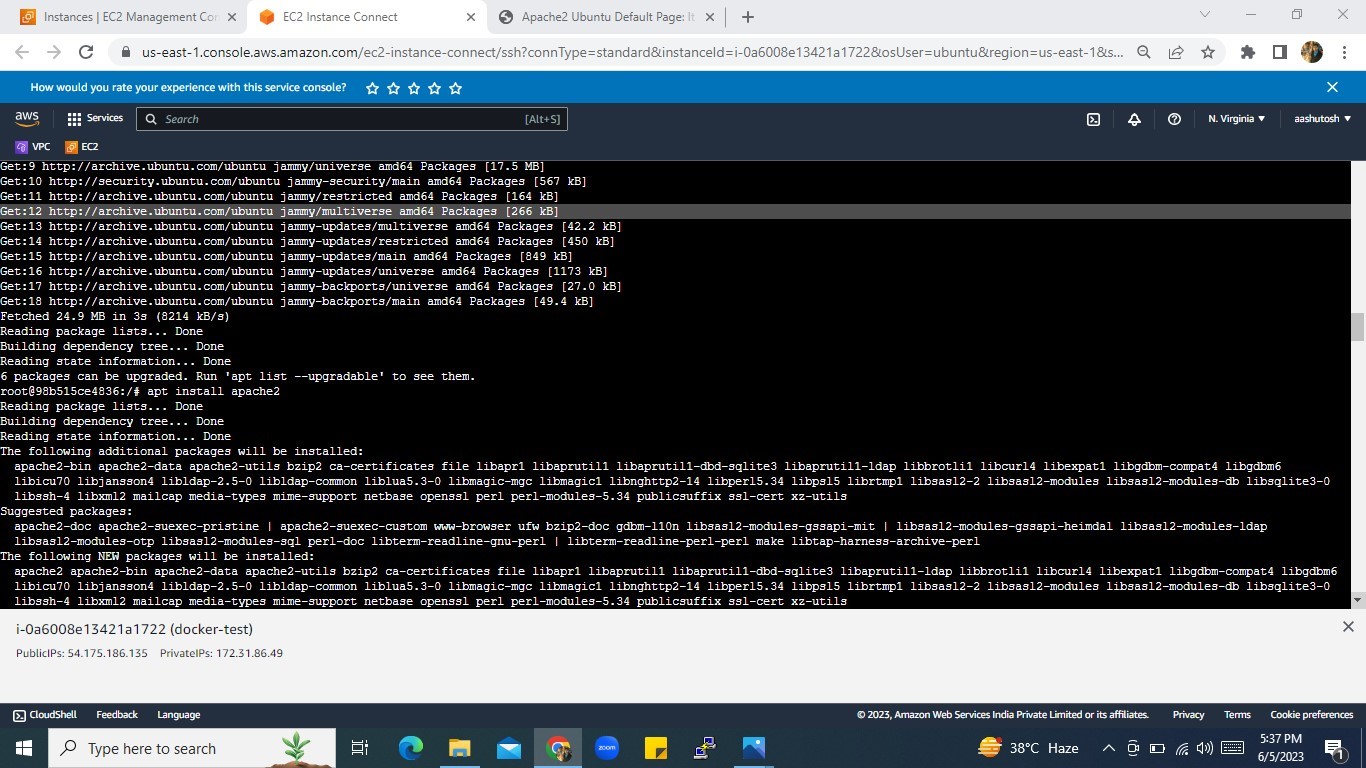 Instances | EC2 Management Con
EC2 Instance Connect
Apache2 Ubuntu Default Page: It
us-east-1.console.aws.amazon.com/ec2-instance-connect/ssh?connType=standard&instanceId=i-0a6008e13421a1722&osUser=ubuntu&region=us-east-1&s...
How would you rate your experience with this service console?
aws Services Search [Alt+S] N. Virginia aashutosh
VPC EC2
Get:9 http://archive.ubuntu.com/ubuntu jammy/universe amd64 Packages [17.5 MB]
Get:10 http://security.ubuntu.com/ubuntu jammy-security/main amd64 Packages [567 kB]
Get:11 http://archive.ubuntu.com/ubuntu jammy/restricted amd64 Packages [164 kB]
Get:12 http://archive.ubuntu.com/ubuntu jammy/multiverse amd64 Packages [266 kB]
Get:13 http://archive.ubuntu.com/ubuntu jammy-updates/multiverse amd64 Packages [42.2 kB]
Get:14 http://archive.ubuntu.com/ubuntu jammy-updates/restricted amd64 Packages [450 kB]
Get:15 http://archive.ubuntu.com/ubuntu jammy-updates/main amd64 Packages [849 kB]
Get:16 http://archive.ubuntu.com/ubuntu jammy-updates/universe amd64 Packages [1173 kB]
Get:17 http://archive.ubuntu.com/ubuntu jammy-backports/universe amd64 Packages [27.0 kB]
Get:18 http://archive.ubuntu.com/ubuntu jammy-backports/main amd64 Packages [49.4 kB]
Fetched 24.9 MB in 3s (8214 kB/s)
Reading package lists... Done
Building dependency tree... Done
Reading state information... Done
6 packages can be upgraded. Run 'apt list --upgradable' to see them.
root@98b515ce4836:/# apt install apache2
Reading package lists... Done
Building dependency tree... Done
Reading state information... Done
The following additional packages will be installed:
apache2-bin apache2-data apache2-utils bzip2 ca-certificates file libapr1 libaprutil1 libaprutil1-dbd-sqlite3 libaprutil1-ldap libbrotli1 libcurl4 libexpat1 libgdbm-compat4 libgdbm6
libicu70 libjansson4 libldap-2.5-0 libldap-common liblua5.3-0 libmagic-mgc libmagic1 libnghttp2-14 libperl5.34 libpsl5 librtmp1 libsasl2-2 libsasl2-modules libsasl2-modules-db libsqlite3-0
libssh-4 libxml2 mailcap media-types mime-support netbase openssl perl perl-modules-5.34 publicsuffix ssl-cert xz-utils
Suggested packages:
apache2-doc apache2-suexec-pristine | apache2-suexec-custom www-browser ufw bzip2-doc gdbm-l10n libsasl2-modules-gssapi-mit | libsasl2-modules-gssapi-heimdal libsasl2-modules-ldap
libsasl2-modules-otp libsasl2-modules-sql perl-doc libterm-readline-gnu-perl | libterm-readline-perl-perl make libtap-harness-archive-perl
The following NEW packages will be installed:
apache2 apache2-bin apache2-data apache2-utils bzip2 ca-certificates file libapr1 libaprutil1 libaprutil1-dbd-sqlite3 libaprutil1-ldap libbrotli1 libcurl4 libexpat1 libgdbm-compat4 libgdbm6
libicu70 libjansson4 libldap-2.5-0 libldap-common liblua5.3-0 libmagic-mgc libmagic1 libnghttp2-14 libperl5.34 libpsl5 librtmp1 libsasl2-2 libsasl2-modules libsasl2-modules-db libsqlite3-0
libssh-4 libxml2 mailcap media-types mime-support netbase openssl perl perl-modules-5.34 publicsuffix ssl-cert xz-utils
i-0a6008e13421a1722 (docker-test)
PublicIPs: 54.175.186.135 PrivateIPs: 172.31.86.49
CloudShell Feedback Language © 2023, Amazon Web Services India Private Limited or its affiliates. Privacy Terms Cookie preferences
Type here to search zoom 38°C Haze 5:37 PM
6/5/2023 1